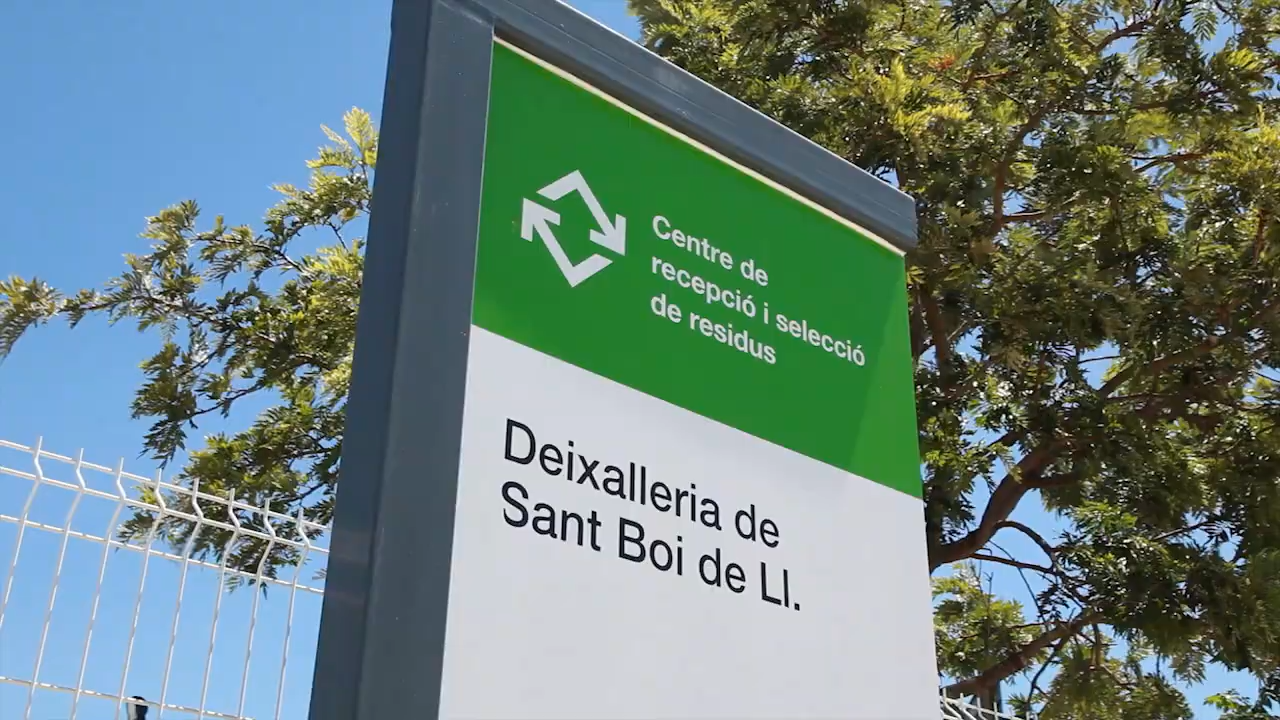 Centre de
recepció i selecció
de residus
Deixalleria de
Sant Boi de Ll.